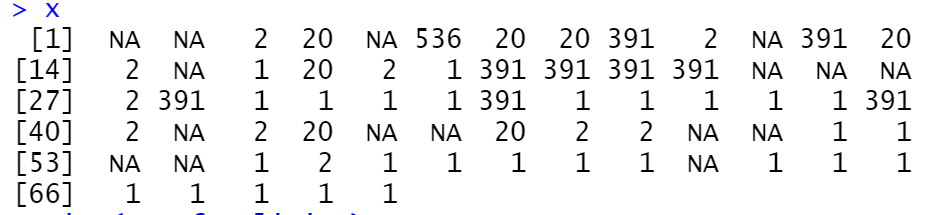 > x
[1] NA NA 2 20 NA 536 20 20 391 2 NA 391 20
[14] 2 NA 1 20 2 1 391 391 391 391 NA NA NA
[27] 2 391 1 1 1 1 391 1 1 1 1 1 391
[40] 2 NA 2 20 NA NA 20 2 2 NA NA 1 1
[53] NA NA 1 2 1 1 1 1 1 NA 1 1 1
[66] 1 1 1 1 1